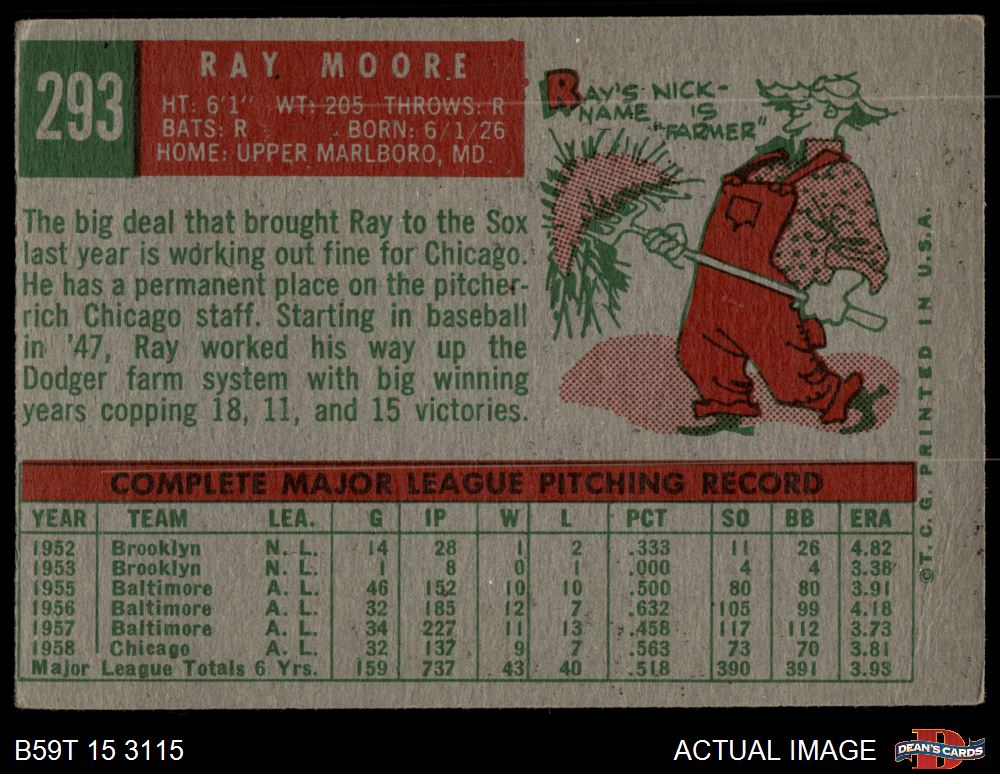 293
RAY MOORE
HT: 6'1" WT: 205 THROWS: R
BATS: R BORN: 6/1/26
HOME: UPPER MARLBORO, MD.
RAY'S NICK-
NAME IS
"FARMER"
The big deal that brought Ray to the Sox
last year is working out fine for Chicago.
He has a permanent place on the pitcher-
rich Chicago staff. Starting in baseball
in '47, Ray worked his way up the
Dodger farm system with big winning
years copping 18, 11, and 15 victories.
COMPLETE MAJOR LEAGUE PITCHING RECORD
YEAR TEAM LEA. G IP W L PCT SO BB ERA
1952 Brooklyn N. L. 14 28 1 2 .333 11 26 4.82
1953 Brooklyn N. L. 1 8 0 1 .000 4 4 3.38
1955 Baltimore A. L. 46 152 10 10 .500 80 80 3.91
1956 Baltimore A. L. 32 185 12 7 .632 105 99 4.18
1957 Baltimore A. L. 34 227 11 13 .458 117 112 3.73
1958 Chicago A. L. 32 137 9 7 .563 73 70 3.81
Major League Totals 6 Yrs. 159 737 43 40 .518 390 391 3.93
©T. C. G. PRINTED IN U.S.A.
B59T 15 3115
ACTUAL IMAGE
DEAN'S CARDS